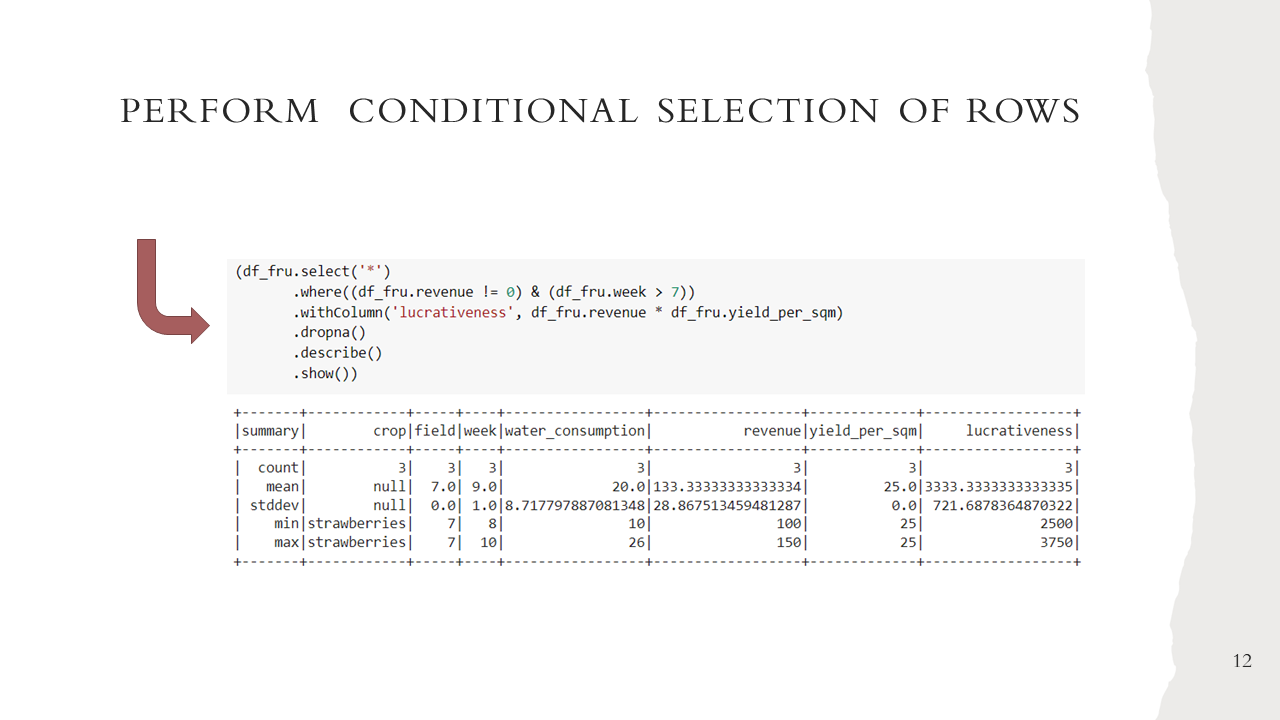 PERFORM CONDITIONAL SELECTION OF ROWS
(df_fru.select('*')
.where((df_fru.revenue != 0) & (df_fru.week > 7))
.withColumn('lucrativeness', df_fru.revenue * df_fru.yield_per_sqm)
.dropna()
.describe()
.show())
+-------+------------+-----+----+-----------------+------------------+-------------+------------------+
|summary|        crop|field|week|water_consumption|           revenue|yield_per_sqm|     lucrativeness|
+-------+------------+-----+----+-----------------+------------------+-------------+------------------+
|  count|           3|    3|   3|                3|                 3|            3|                 3|
|   mean|        null|  7.0| 9.0|             20.0|133.33333333333334|         25.0|3333.3333333333335|
| stddev|        null|  0.0| 1.0|8.717797887081348|28.867513459481287|          0.0| 721.6878364870322|
|    min|strawberries|    7|   8|               10|               100|           25|              2500|
|    max|strawberries|    7|  10|               26|               150|           25|              3750|
+-------+------------+-----+----+-----------------+------------------+-------------+------------------+
12